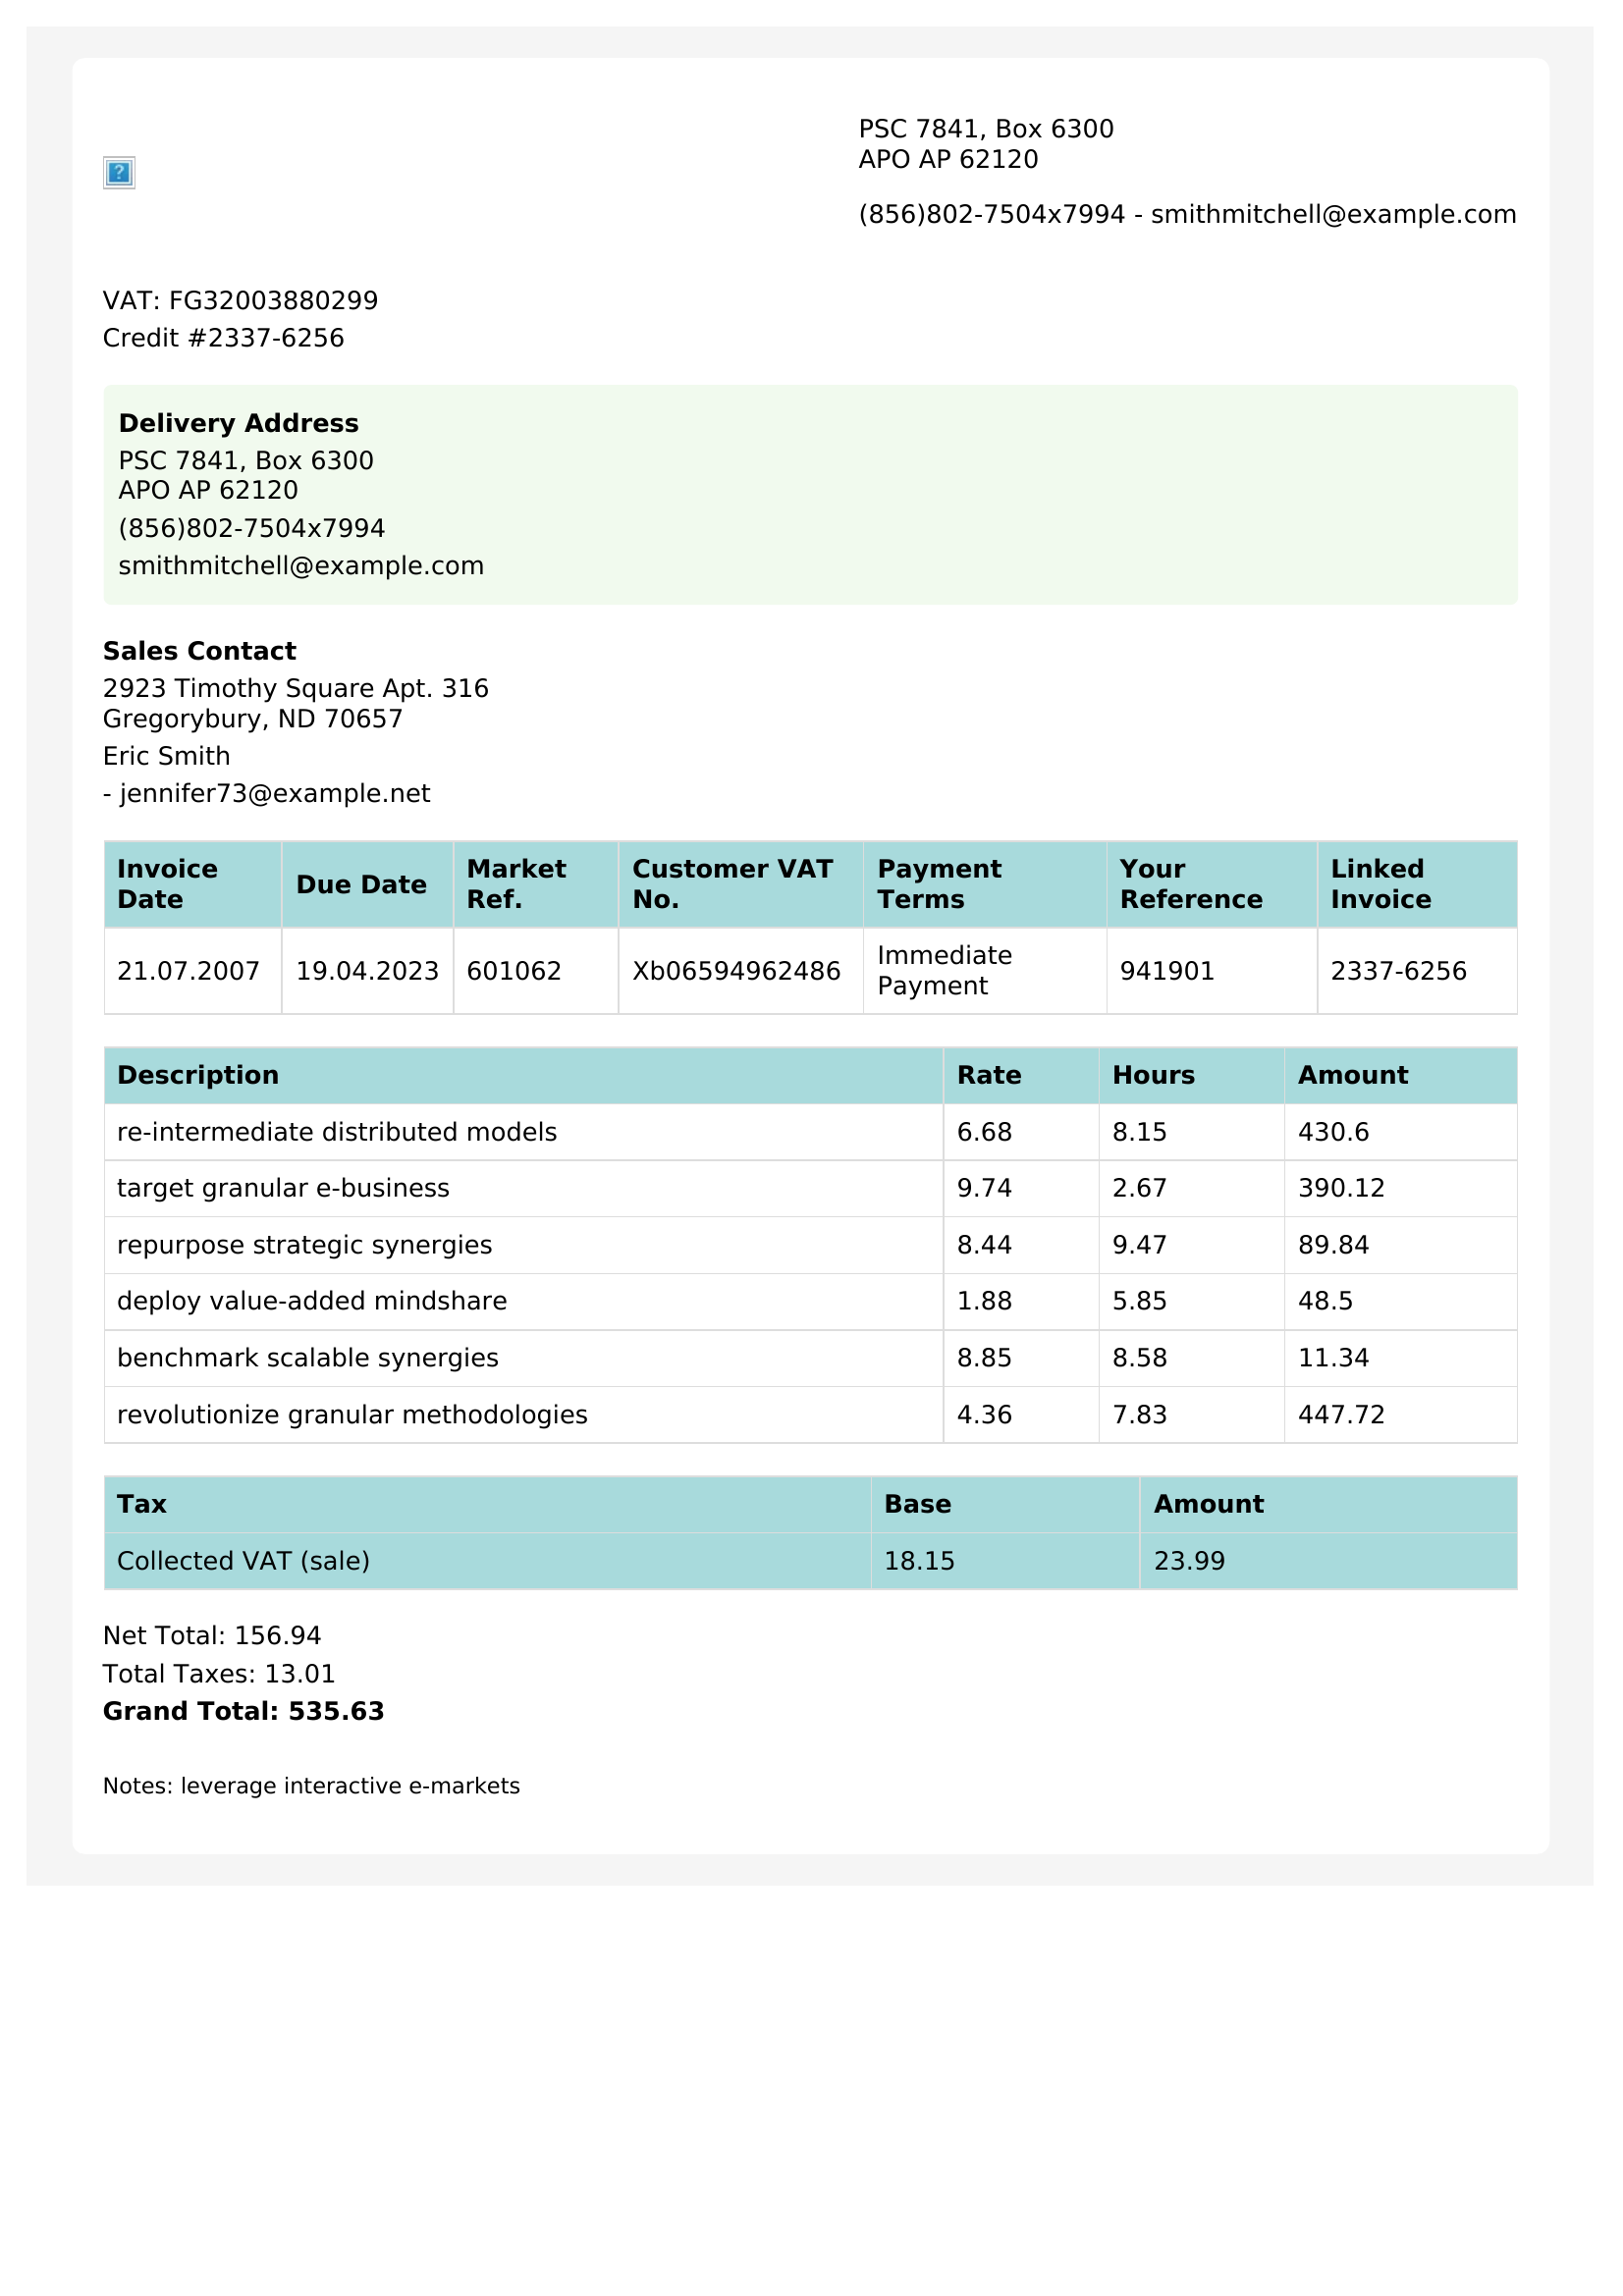 PSC 7841, Box 6300
APO AP 62120
(856)802-7504x7994 - smithmitchell@example.com
VAT: FG32003880299
Credit #2337-6256
Delivery Address
PSC 7841, Box 6300
APO AP 62120
(856)802-7504x7994
smithmitchell@example.com
Sales Contact
2923 Timothy Square Apt. 316
Gregorybury, ND 70657
Eric Smith
- jennifer73@example.net
Invoice Date Due Date Market Ref. Customer VAT No. Payment Terms Your Reference Linked Invoice
21.07.2007 19.04.2023 601062 Xb06594962486 Immediate Payment 941901 2337-6256
Description Rate Hours Amount
re-intermediate distributed models 6.68 8.15 430.6
target granular e-business 9.74 2.67 390.12
repurpose strategic synergies 8.44 9.47 89.84
deploy value-added mindshare 1.88 5.85 48.5
benchmark scalable synergies 8.85 8.58 11.34
revolutionize granular methodologies 4.36 7.83 447.72
Tax Base Amount
Collected VAT (sale) 18.15 23.99
Net Total: 156.94
Total Taxes: 13.01
Grand Total: 535.63
Notes: leverage interactive e-markets